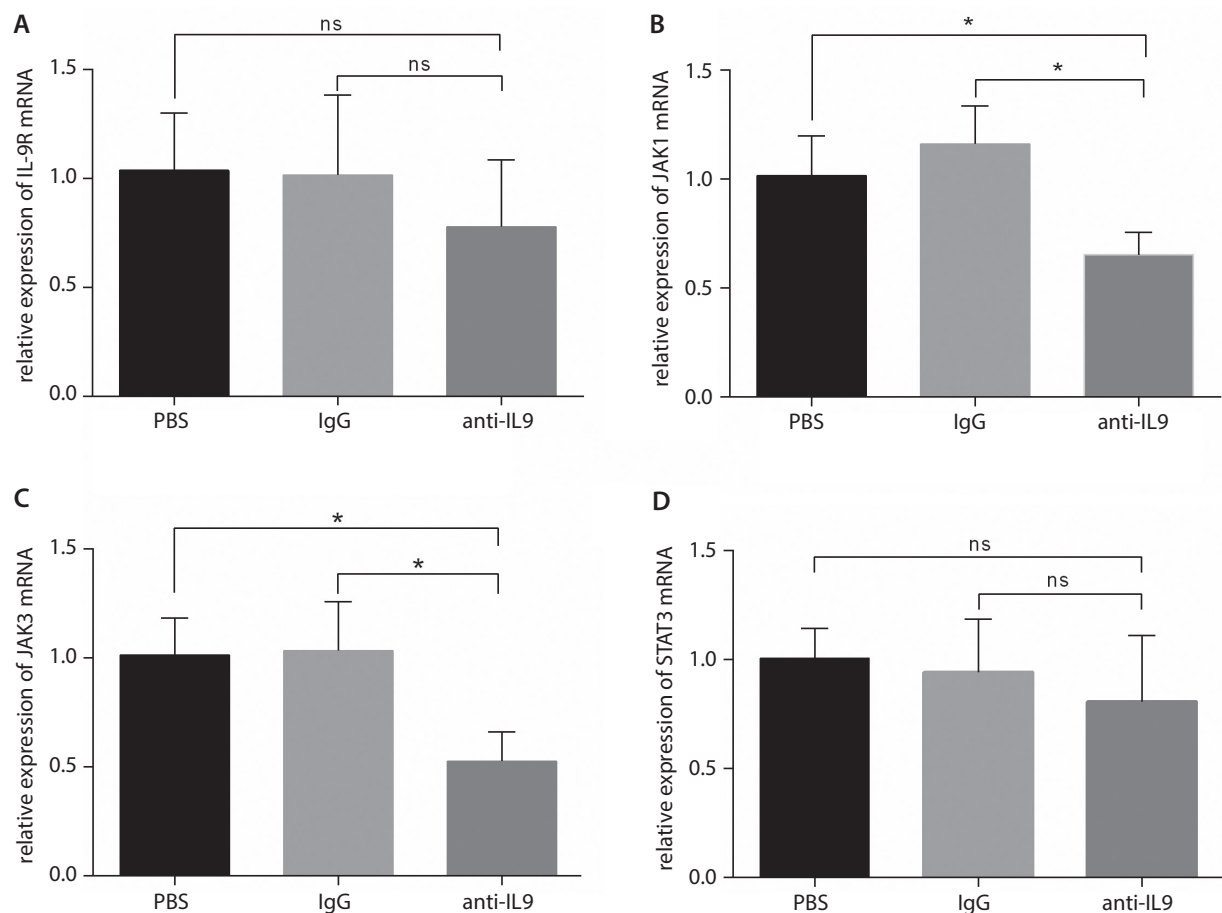 A
ns
ns
relative expression of IL-9R mRNA
1.5
1.0
0.5
0.0
PBS IgG anti-IL9
B
*
*
relative expression of JAK1 mRNA
1.5
1.0
0.5
0.0
PBS IgG anti-IL9
C
*
*
relative expression of JAK3 mRNA
1.5
1.0
0.5
0.0
PBS IgG anti-IL9
D
ns
ns
relative expression of STAT3 mRNA
1.5
1.0
0.5
0.0
PBS IgG anti-IL9